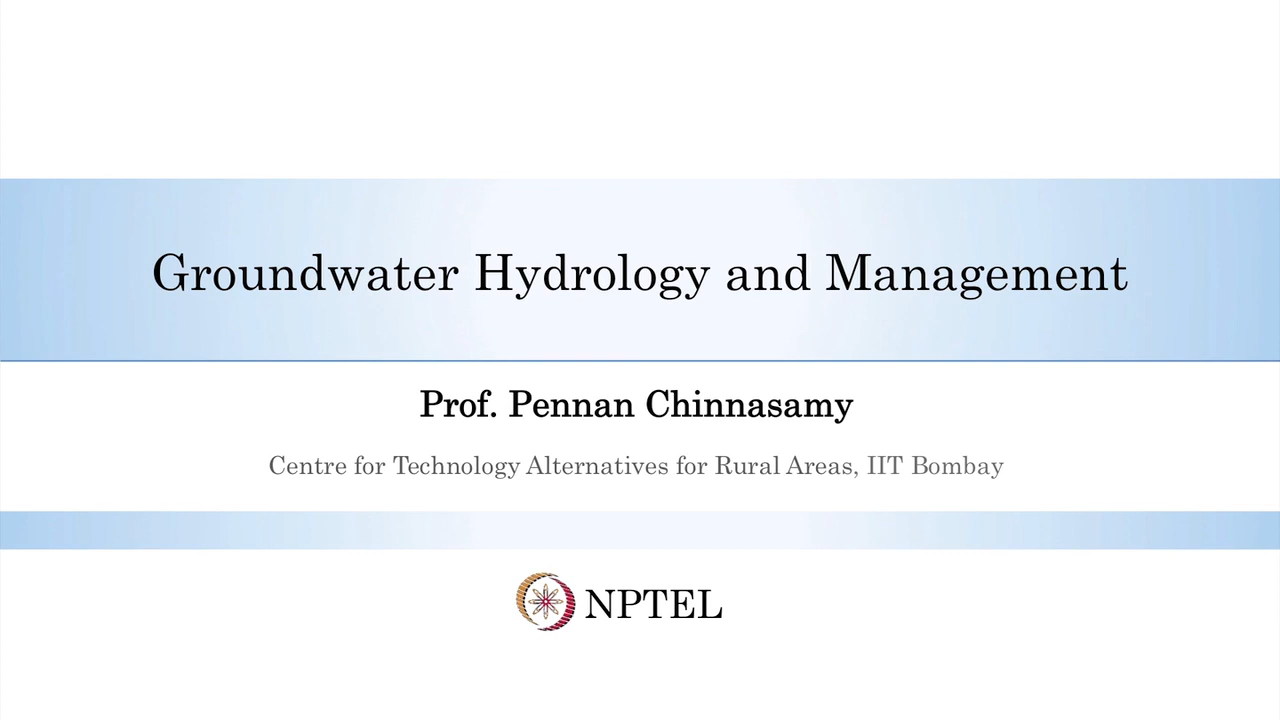 Groundwater Hydrology and Management
Prof. Pennan Chinnasamy
Centre for Technology Alternatives for Rural Areas, IIT Bombay
NPTEL